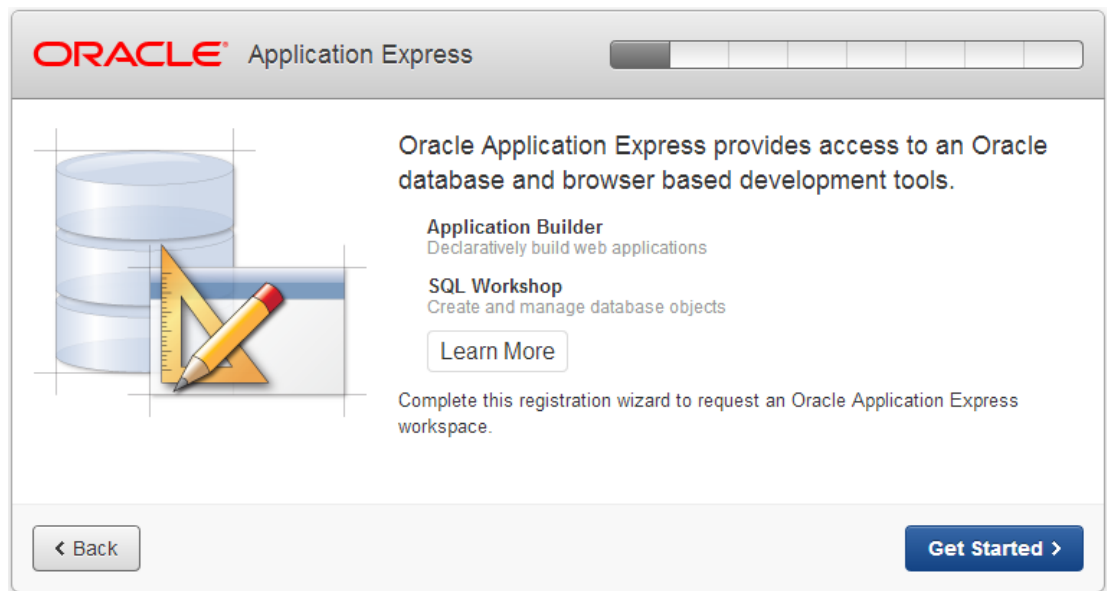 ORACLE® Application Express
Oracle Application Express provides access to an Oracle
database and browser based development tools.
Application Builder
Declaratively build web applications
SQL Workshop
Create and manage database objects
Learn More
Complete this registration wizard to request an Oracle Application Express
workspace.
Back
Get Started